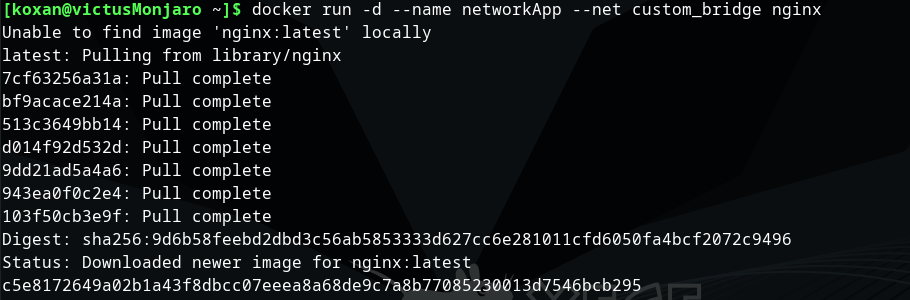 [koxan@victusMonjaro ~]$ docker run -d --name networkApp --net custom_bridge nginx
Unable to find image 'nginx:latest' locally
latest: Pulling from library/nginx
7cf63256a31a: Pull complete
bf9acace214a: Pull complete
513c3649bb14: Pull complete
d014f92d532d: Pull complete
9dd21ad5a4a6: Pull complete
943ea0f0c2e4: Pull complete
103f50cb3e9f: Pull complete
Digest: sha256:9d6b58feebd2dbd3c56ab5853333d627cc6e281011cfd6050fa4bcf2072c9496
Status: Downloaded newer image for nginx:latest
c5e8172649a02b1a43f8dbcc07eeea8a68de9c7a8b77085230013d7546bcb295